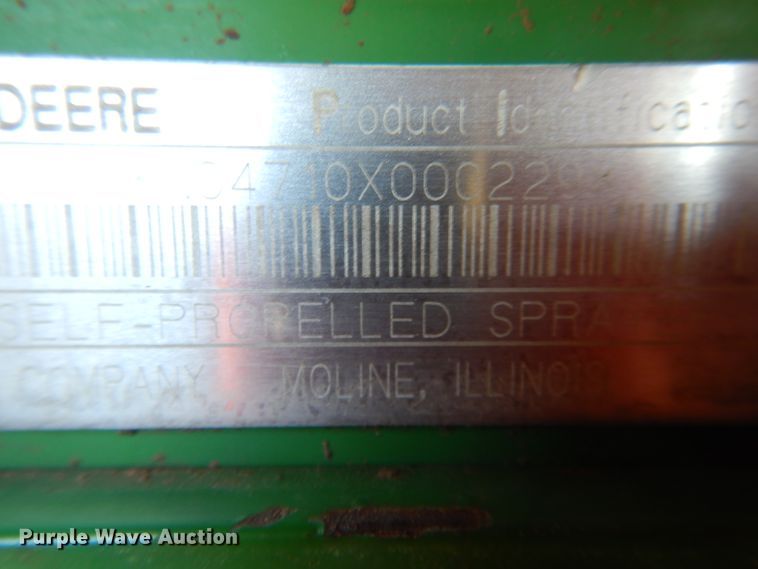 DEERE Product Identificatio
04710X000229
SELF-PROPELLED SPRA
COMPANY, MOLINE, ILLINOIS
Purple Wave Auction